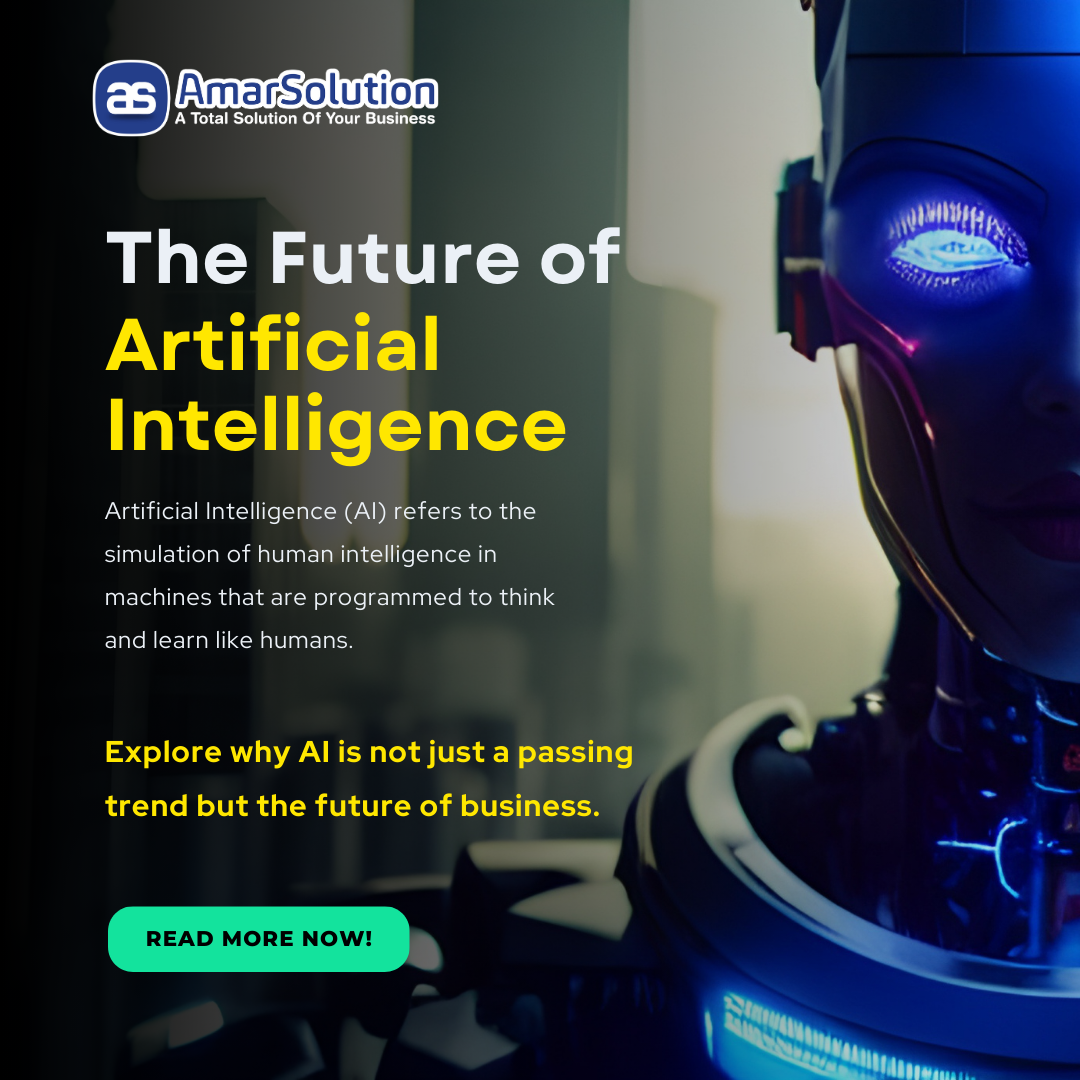 as AmarSolution
A Total Solution Of Your Business
The Future of
Artificial
Intelligence
Artificial Intelligence (AI) refers to the
simulation of human intelligence in
machines that are programmed to think
and learn like humans.
Explore why AI is not just a passing
trend but the future of business.
READ MORE NOW!